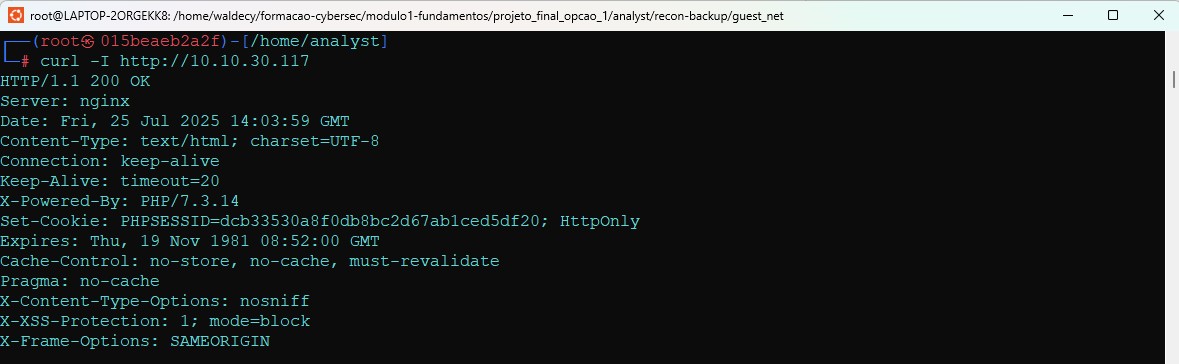 root@LAPTOP-2ORGEKK8: /home/waldecy/formacao-cybersec/modulo1-fundamentos/projeto_final_opcao_1/analyst/recon-backup/guest_net
┌──(root㉿015beaeb2a2f)-[/home/analyst]
└─# curl -I http://10.10.30.117
HTTP/1.1 200 OK
Server: nginx
Date: Fri, 25 Jul 2025 14:03:59 GMT
Content-Type: text/html; charset=UTF-8
Connection: keep-alive
Keep-Alive: timeout=20
X-Powered-By: PHP/7.3.14
Set-Cookie: PHPSESSID=dcb33530a8f0db8bc2d67ab1ced5df20; HttpOnly
Expires: Thu, 19 Nov 1981 08:52:00 GMT
Cache-Control: no-store, no-cache, must-revalidate
Pragma: no-cache
X-Content-Type-Options: nosniff
X-XSS-Protection: 1; mode=block
X-Frame-Options: SAMEORIGIN